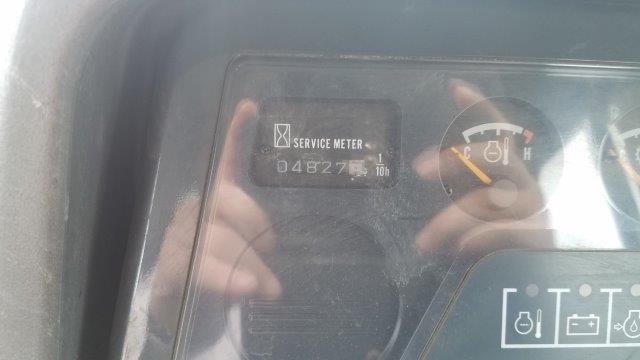 SERVICE METER
04827
1
10h
C H